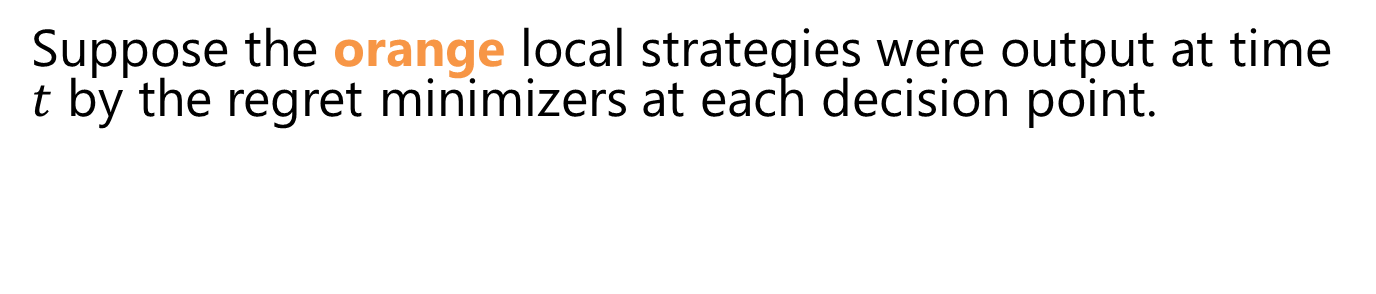 Suppose the orange local strategies were output at time
t by the regret minimizers at each decision point.